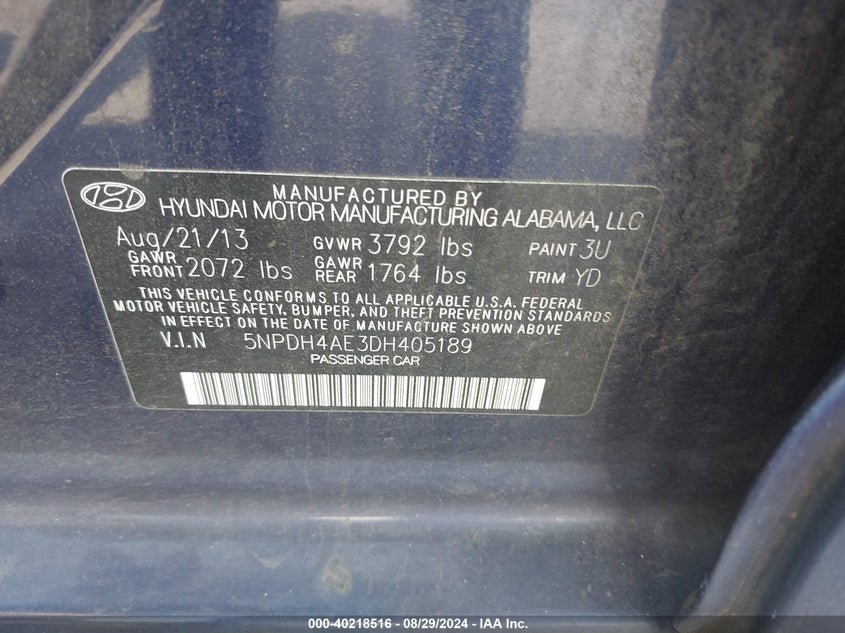 MANUFACTURED BY
HYUNDAI MOTOR MANUFACTURING ALABAMA, LLC
Aug/21/13 GVWR 3792 lbs PAINT 3U
GAWR FRONT 2072 lbs GAWR REAR 1764 lbs TRIM YD
THIS VEHICLE CONFORMS TO ALL APPLICABLE U.S.A. FEDERAL
MOTOR VEHICLE SAFETY, BUMPER, AND THEFT PREVENTION STANDARDS
IN EFFECT ON THE DATE OF MANUFACTURE SHOWN ABOVE
V.I.N 5NPDH4AE3DH405189
PASSENGER CAR
000-40218516 - 08/29/2024 - IAA Inc.